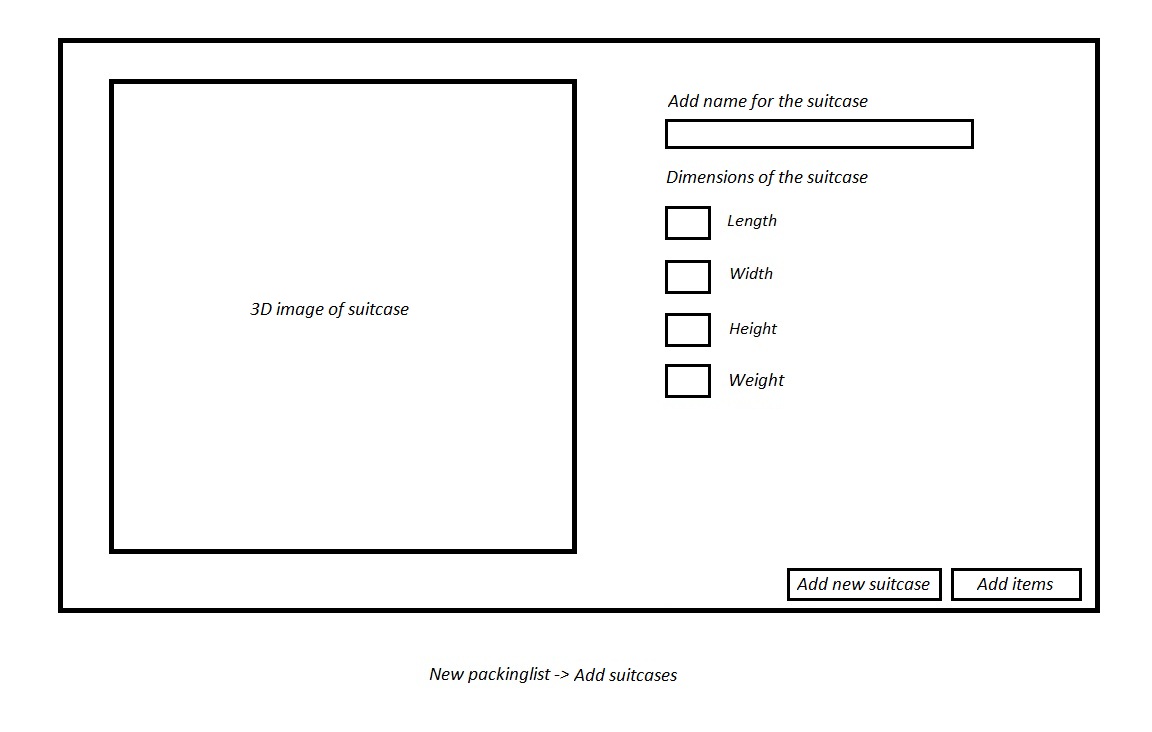 3D image of suitcase
Add name for the suitcase
Dimensions of the suitcase
Length
Width
Height
Weight
Add new suitcase
Add items
New packinglist -> Add suitcases